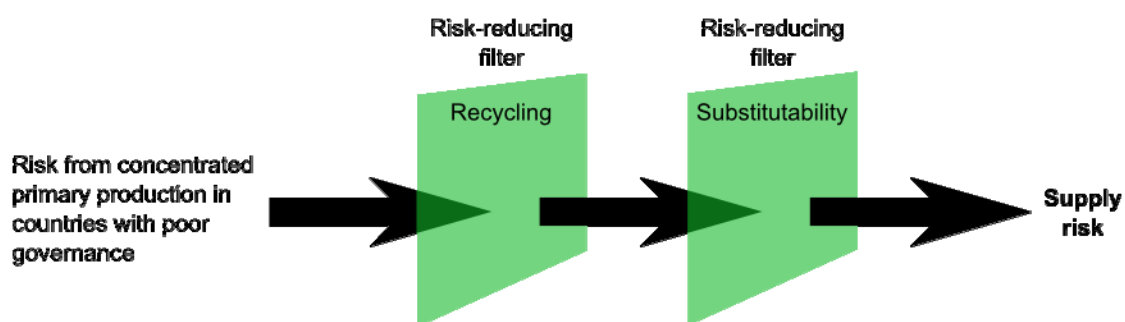 Risk-reducing
filter
Risk-reducing
filter
Recycling
Substitutability
Risk from concentrated
primary production in
countries with poor
governance
Supply
risk